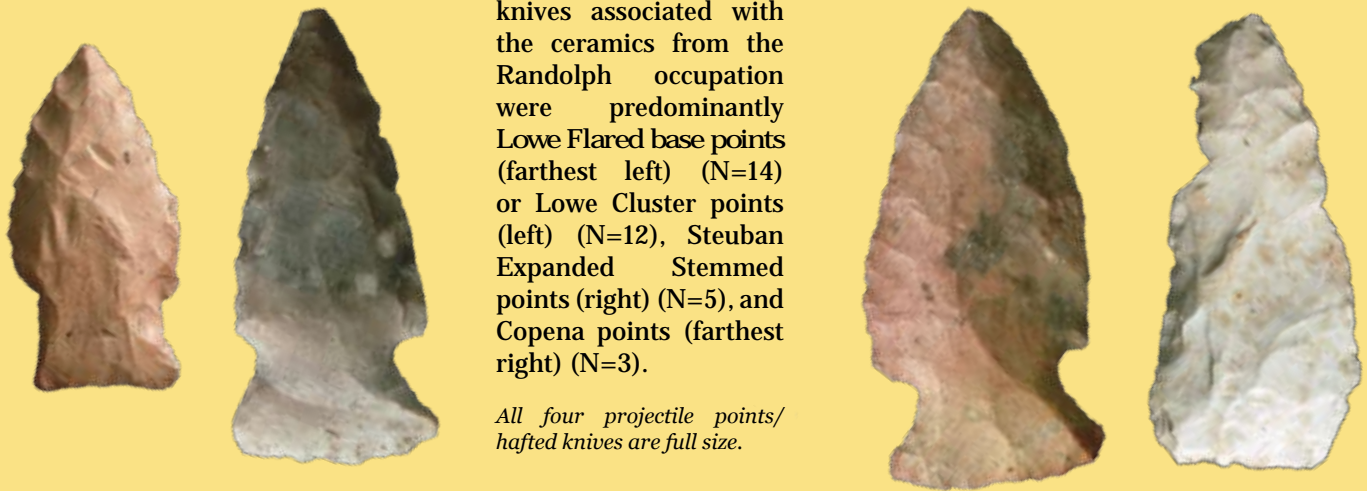 knives associated with
the ceramics from the
Randolph occupation
were predominantly
Lowe Flared base points
(farthest left) (N=14)
or Lowe Cluster points
(left) (N=12), Steuban
Expanded Stemmed
points (right) (N=5), and
Copena points (farthest
right) (N=3).
All four projectile points/
hafted knives are full size.